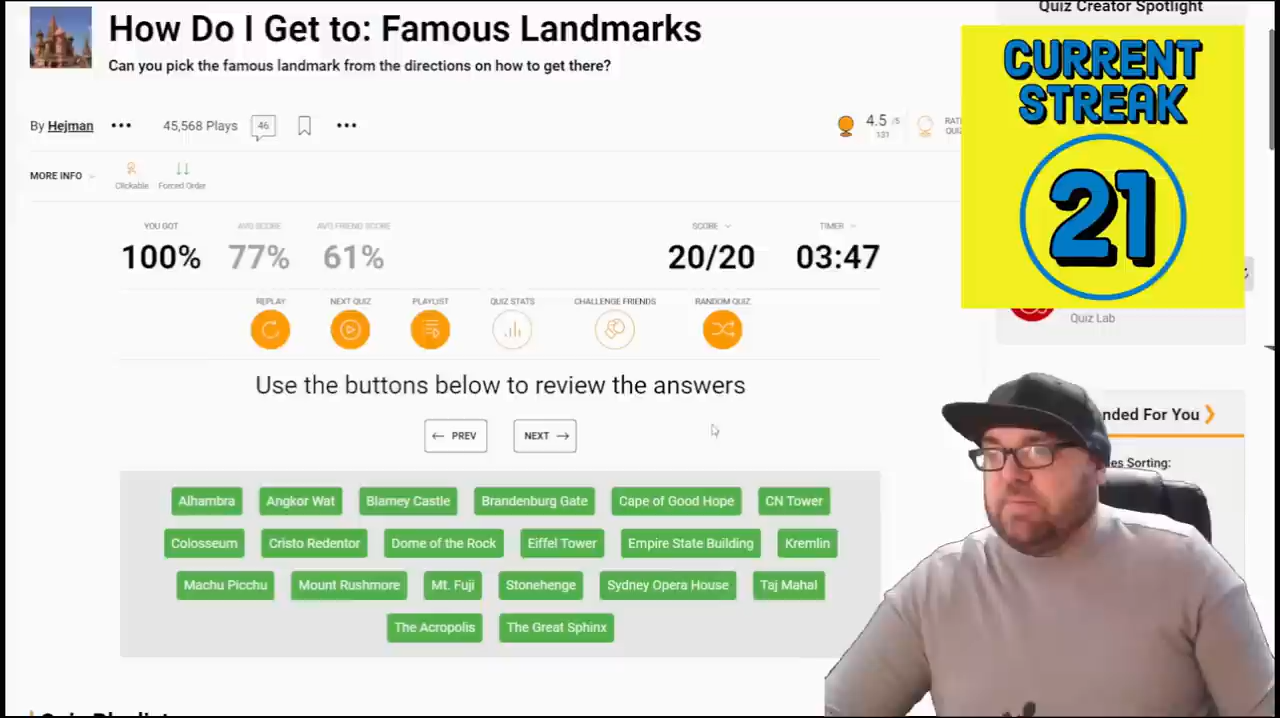 How Do I Get to: Famous Landmarks
Can you pick the famous landmark from the directions on how to get there?
By Hejman ••• 45,568 Plays 46 •••
4.5 /5
131
MORE INFO
Clickable Forced Order
YOU GOT AVG SCORE AVG FRIEND SCORE SCORE TIMER
100% 77% 61% 20/20 03:47
REPLAY NEXT QUIZ PLAYLIST QUIZ STATS CHALLENGE FRIENDS RANDOM QUIZ
Use the buttons below to review the answers
← PREV NEXT →
Alhambra Angkor Wat Blarney Castle Brandenburg Gate Cape of Good Hope CN Tower
Colosseum Cristo Redentor Dome of the Rock Eiffel Tower Empire State Building Kremlin
Machu Picchu Mount Rushmore Mt. Fuji Stonehenge Sydney Opera House Taj Mahal
The Acropolis The Great Sphinx
Quiz Creator Spotlight
CURRENT
STREAK
21
Quiz Lab
For You
Sorting: